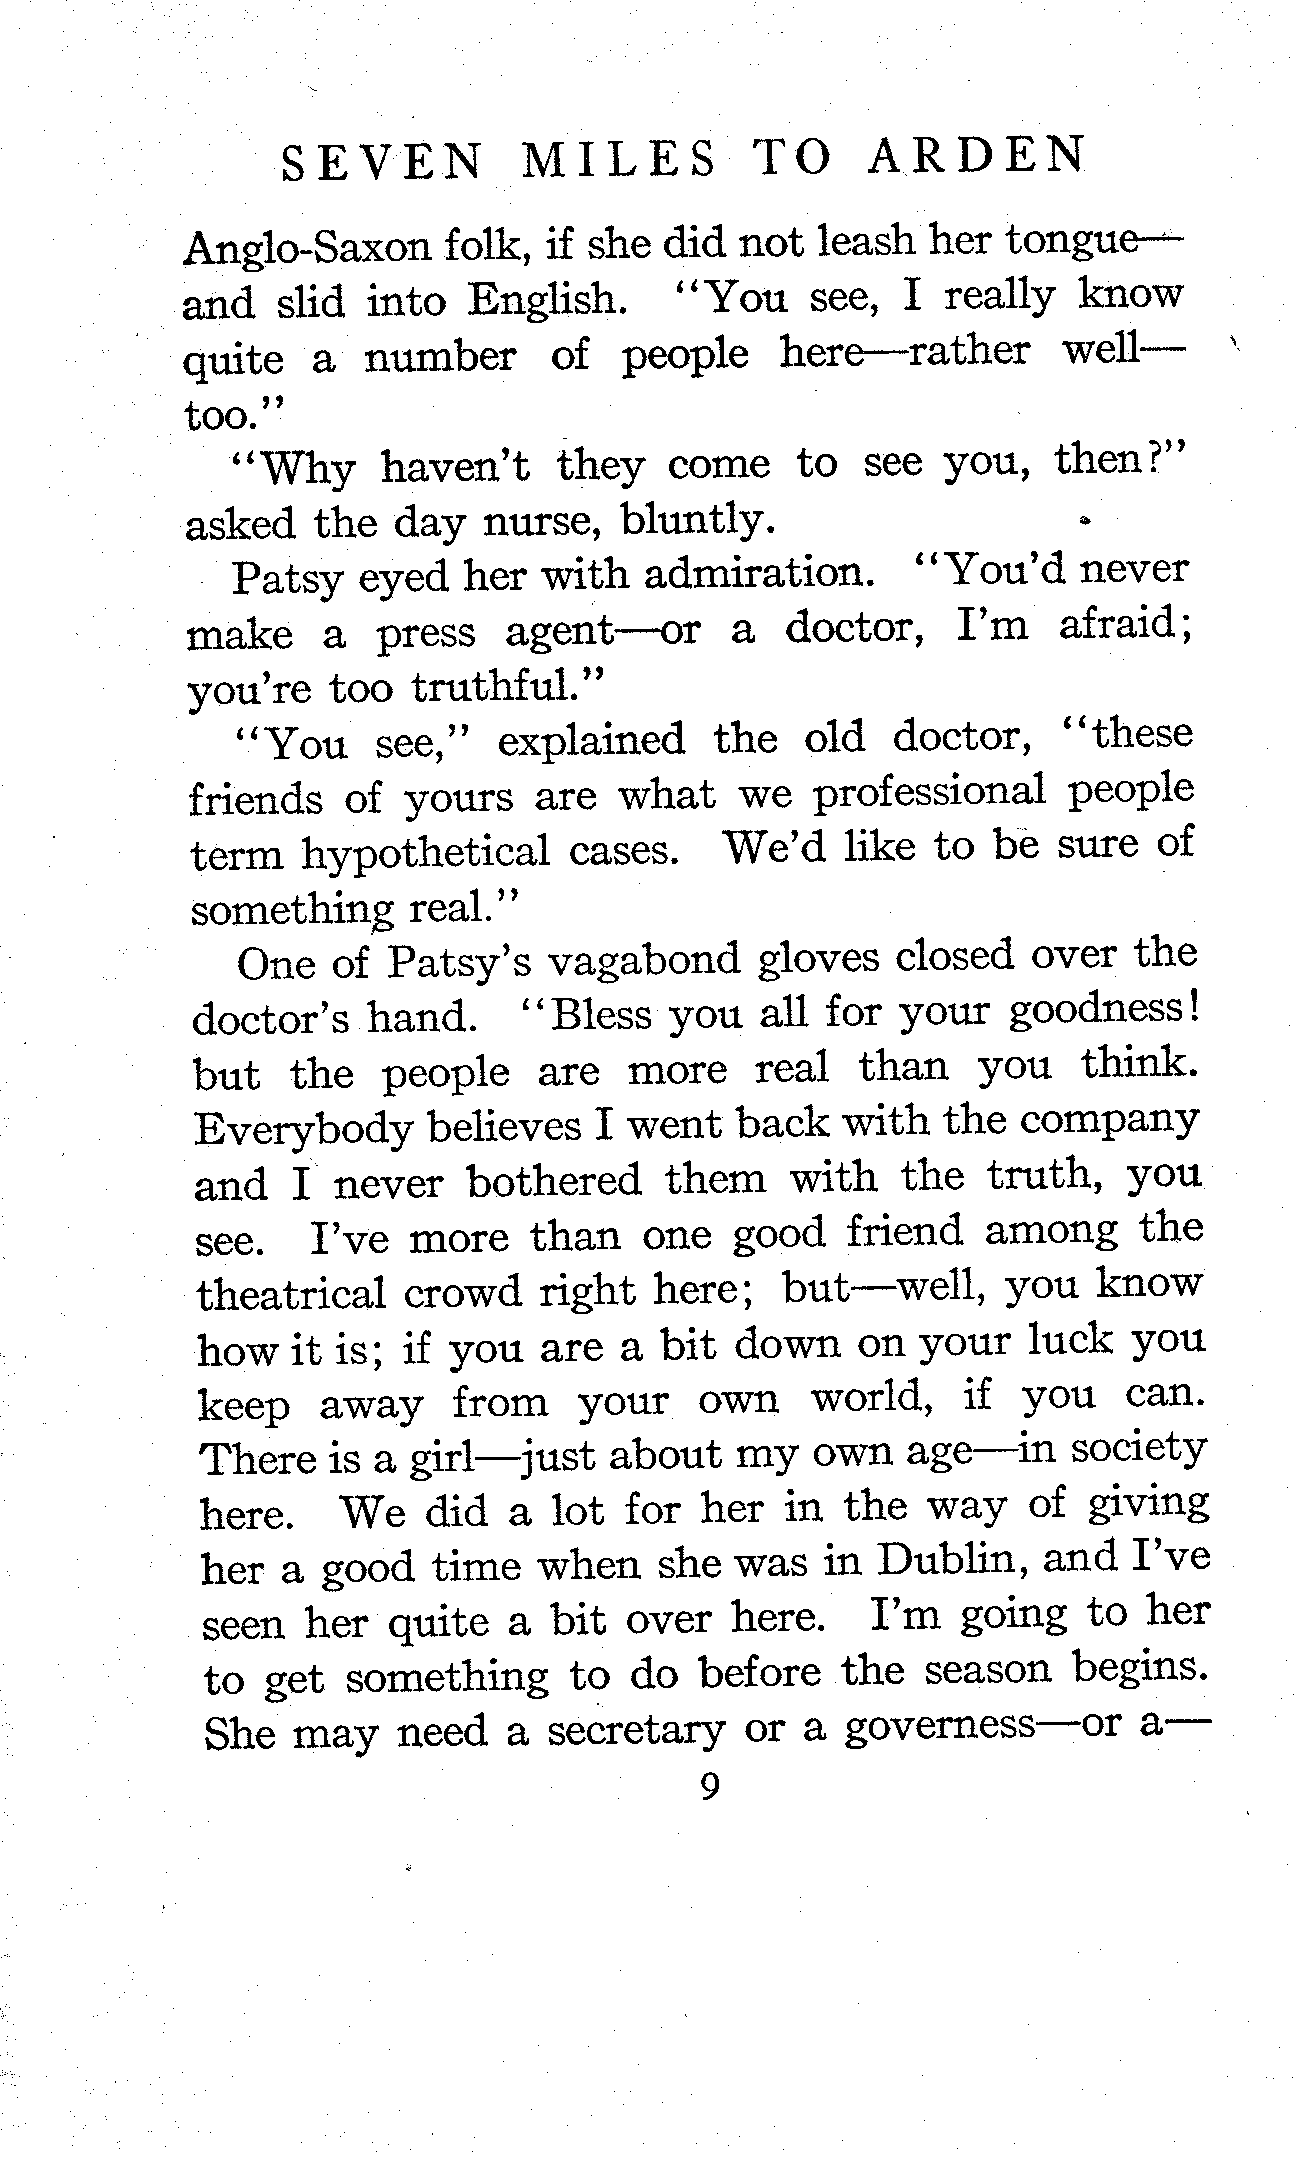 SEVEN MILES TO ARDEN
Anglo-Saxon folk, if she did not leash her tongue—
and slid into English. "You see, I really know
quite a number of people here—rather well—
too."
"Why haven't they come to see you, then?"
asked the day nurse, bluntly.
Patsy eyed her with admiration. "You'd never
make a press agent—or a doctor, I'm afraid;
you're too truthful."
"You see," explained the old doctor, "these
friends of yours are what we professional people
term hypothetical cases. We'd like to be sure of
something real."
One of Patsy's vagabond gloves closed over the
doctor's hand. "Bless you all for your goodness!
but the people are more real than you think.
Everybody believes I went back with the company
and I never bothered them with the truth, you
see. I've more than one good friend among the
theatrical crowd right here; but—well, you know
how it is; if you are a bit down on your luck you
keep away from your own world, if you can.
There is a girl—just about my own age—in society
here. We did a lot for her in the way of giving
her a good time when she was in Dublin, and I've
seen her quite a bit over here. I'm going to her
to get something to do before the season begins.
She may need a secretary or a governess—or a—
9